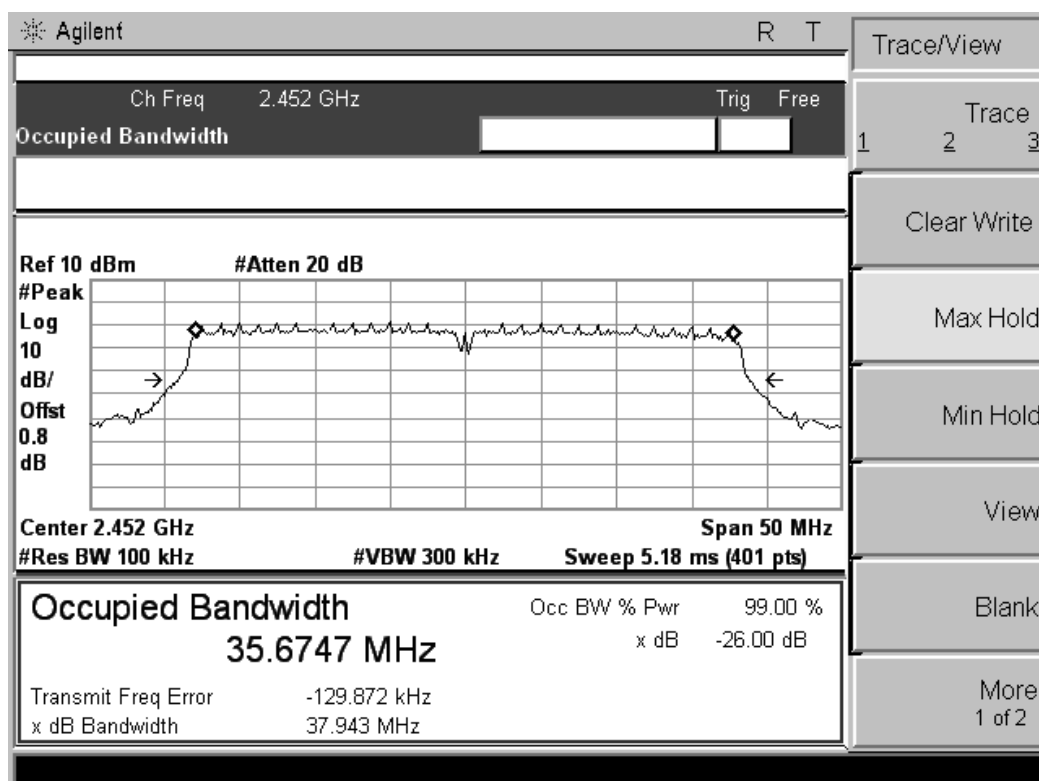 Agilent R T
Ch Freq 2.452 GHz Trig Free
Occupied Bandwidth
Ref 10 dBm #Atten 20 dB
#Peak
Log
10
dB/
Offst
0.8
dB
Center 2.452 GHz Span 50 MHz
#Res BW 100 kHz #VBW 300 kHz Sweep 5.18 ms (401 pts)
Occupied Bandwidth
35.6747 MHz
Occ BW % Pwr 99.00 %
x dB -26.00 dB
Transmit Freq Error -129.872 kHz
x dB Bandwidth 37.943 MHz
Trace/View
Trace
1 2 3
Clear Write
Max Hold
Min Hold
View
Blank
More
1 of 2